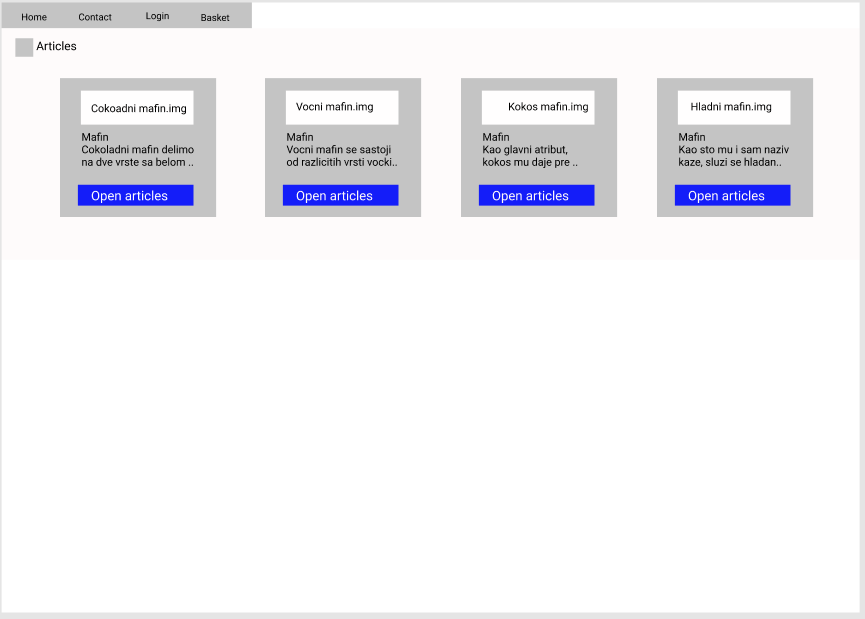 Home Contact Login Basket
Articles
Cokoadni mafin.img
Mafin
Cokoladni mafin delimo
na dve vrste sa belom ..
Open articles
Vocni mafin.img
Mafin
Vocni mafin se sastoji
od razlicitih vrsti vocki..
Open articles
Kokos mafin.img
Mafin
Kao glavni atribut,
kokos mu daje pre ..
Open articles
Hladni mafin.img
Mafin
Kao sto mu i sam naziv
kaze, sluzi se hladan..
Open articles